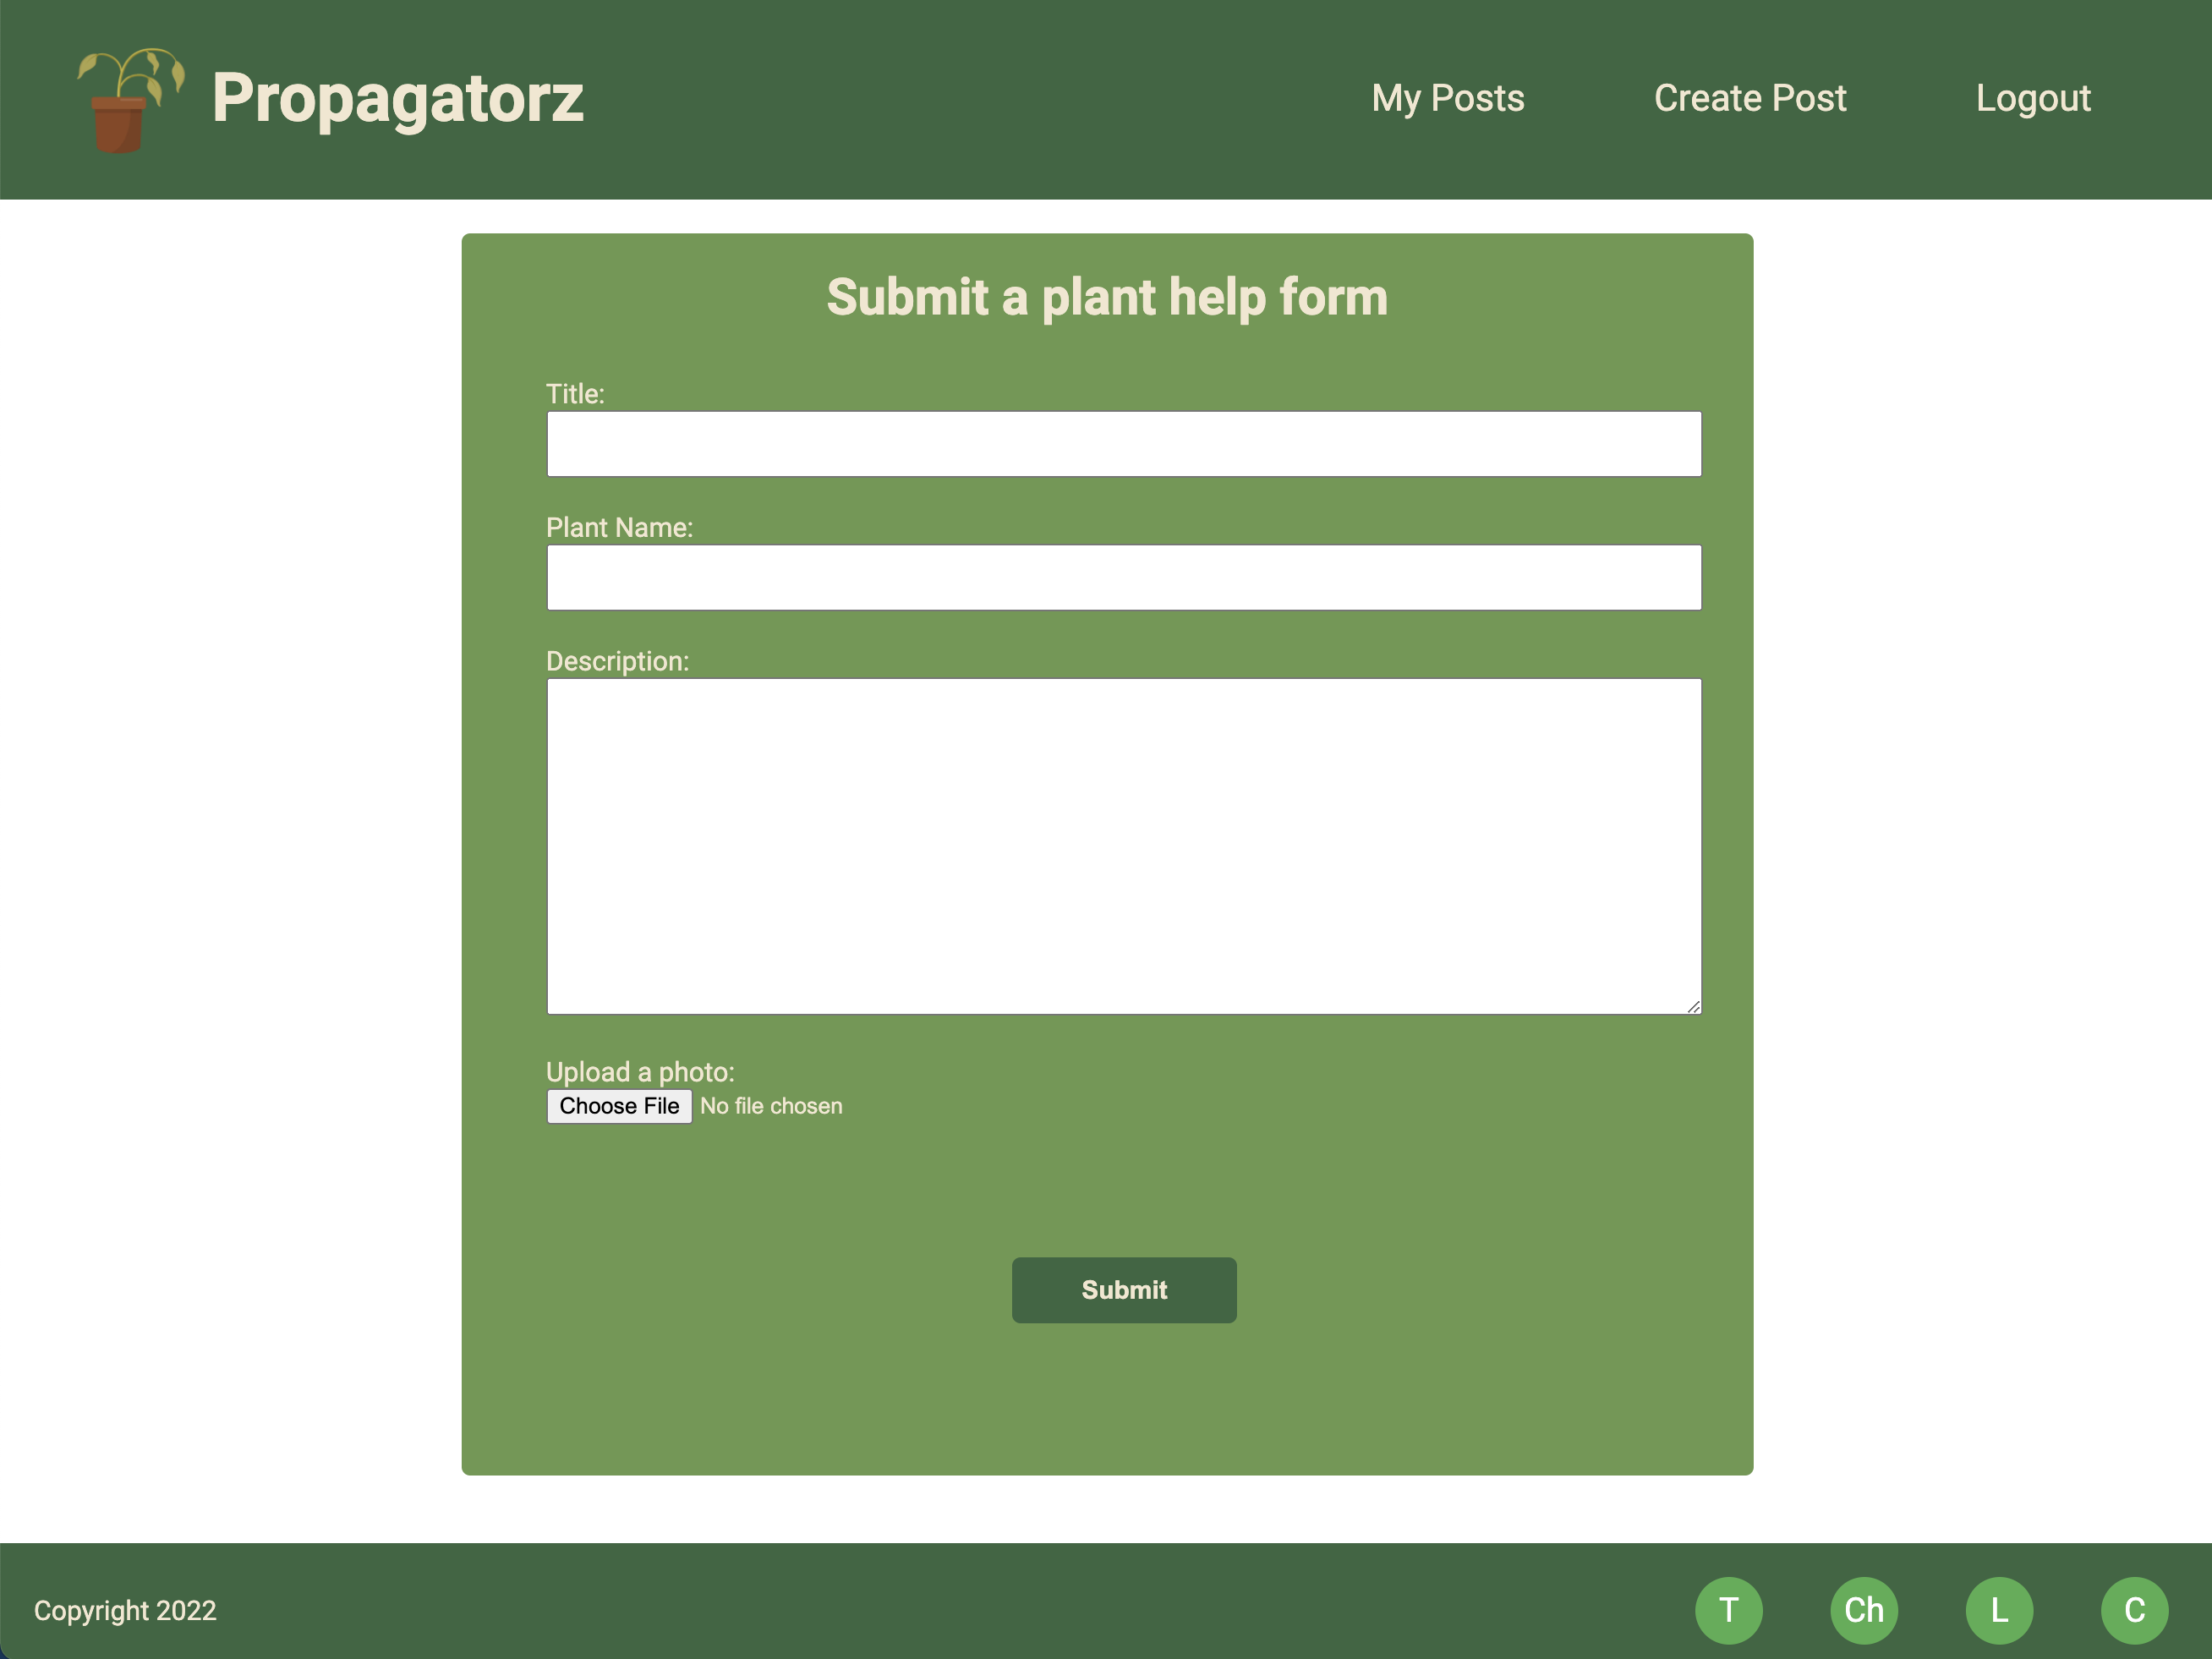 Propagatorz
My Posts
Create Post
Logout
Submit a plant help form
Title:
Plant Name:
Description:
Upload a photo:
Choose File No file chosen
Submit
Copyright 2022
T
Ch
L
C